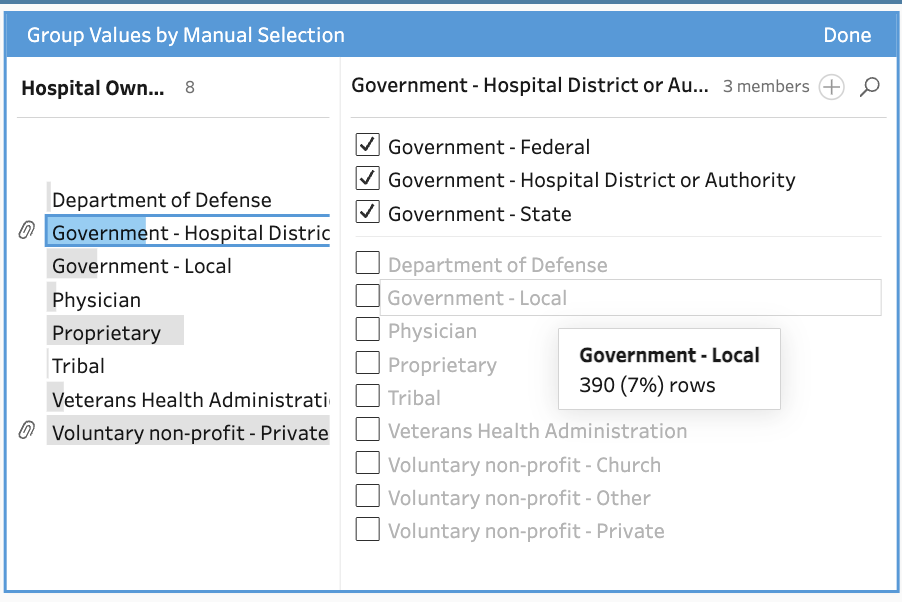 Group Values by Manual Selection Done
Hospital Own... 8
Department of Defense
Government - Hospital Distric
Government - Local
Physician
Proprietary
Tribal
Veterans Health Administrati
Voluntary non-profit - Private
Government - Hospital District or Au... 3 members
Government - Federal
Government - Hospital District or Authority
Government - State
Department of Defense
Government - Local
Physician
Proprietary
Tribal
Veterans Health Administration
Voluntary non-profit - Church
Voluntary non-profit - Other
Voluntary non-profit - Private
Government - Local
390 (7%) rows